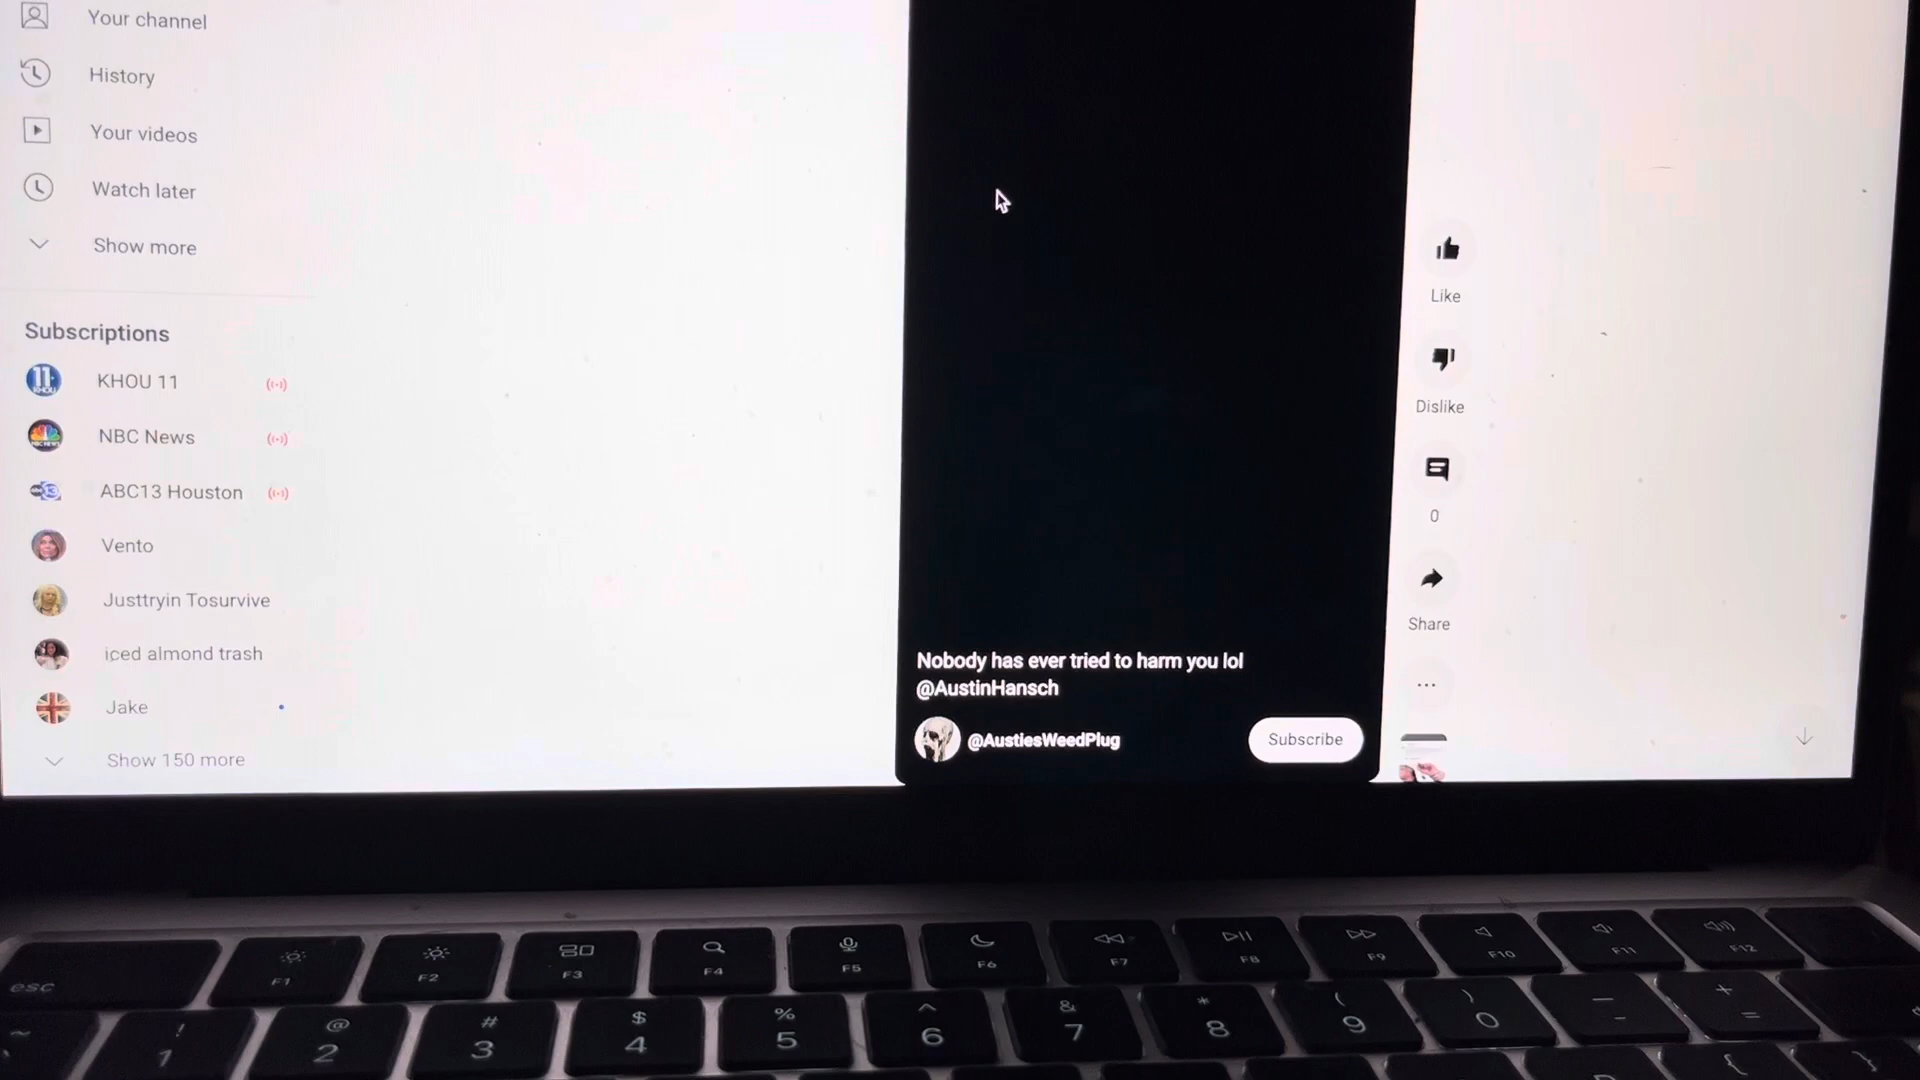 Your channel
History
Your videos
Watch later
Show more
Subscriptions
11
KHOU
KHOU 11
NBC News
ABC13 Houston
Vento
Justtryin Tosurvive
iced almond trash
Jake
Show 150 more
Nobody has ever tried to harm you lol
@AustinHansch
@AustiesWeedPlug
Subscribe
Like
Dislike
0
Share
esc
F1
F2
F3
F4
F5
F6
F7
F8
F9
F10
F11
F12
~
! 1
@ 2
# 3
$ 4
% 5
^ 6
& 7
* 8
( 9
) 0
— -
+ =
{
}